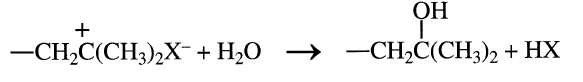 OH
—CH₂C⁺(CH₃)₂X⁻ + H₂O → —CH₂C(CH₃)₂ + HX